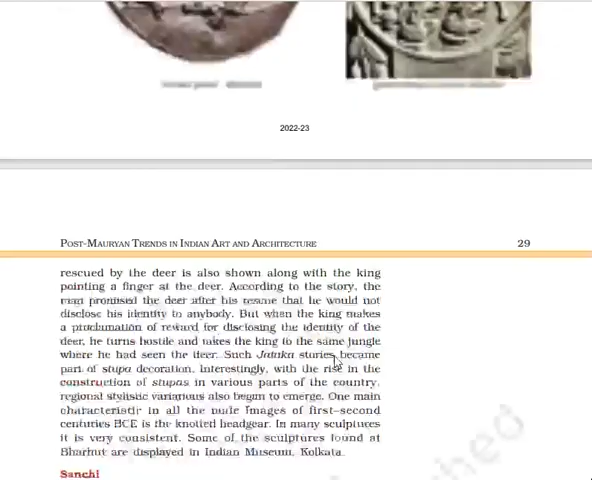 2022-23
POST-MAURYAN TRENDS IN INDIAN ART AND ARCHITECTURE 29
rescued by the deer is also shown along with the king
pointing a finger at the deer. According to the story, the
man promised the deer after his rescue that he would not
disclose his identity to anybody. But when the king makes
a proclamation of reward for disclosing the identity of the
deer, he turns hostile and takes the king to the same jungle
where he had seen the deer. Such Jataka stories became
part of stupa decoration. Interestingly, with the rise in the
construction of stupas in various parts of the country,
regional stylistic variations also began to emerge. One main
characteristic in all the male images of first–second
centuries BCE is the knotted headgear. In many sculptures
it is very consistent. Some of the sculptures found at
Bharhut are displayed in Indian Museum, Kolkata.
Sanchi